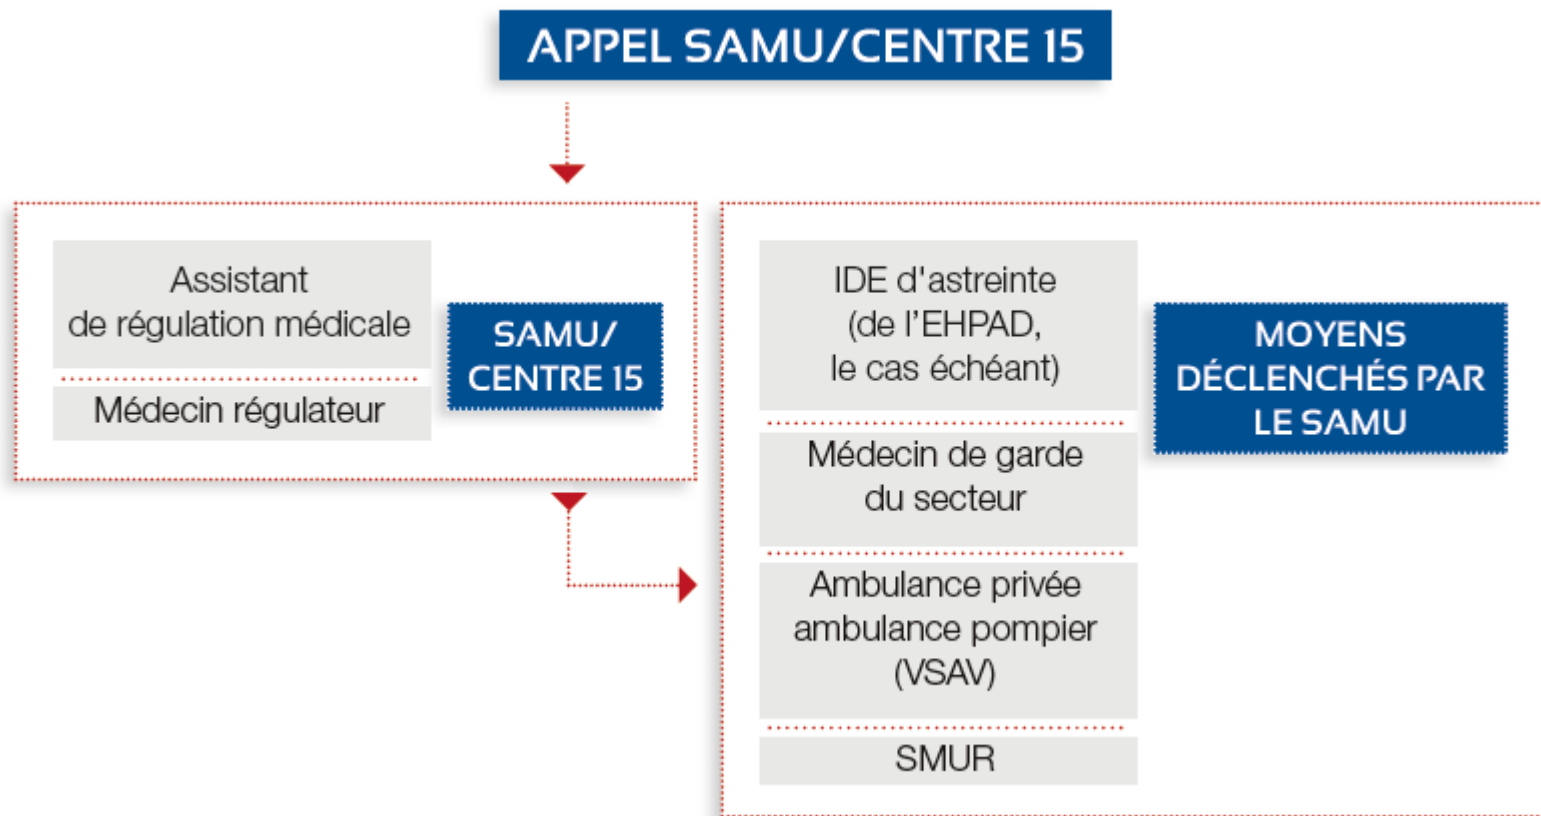 APPEL SAMU/CENTRE 15
Assistant
de régulation médicale
Médecin régulateur
SAMU/
CENTRE 15
IDE d'astreinte
(de l’EHPAD,
le cas échéant)
Médecin de garde
du secteur
Ambulance privée
ambulance pompier
(VSAV)
SMUR
MOYENS
DÉCLENCHÉS PAR
LE SAMU